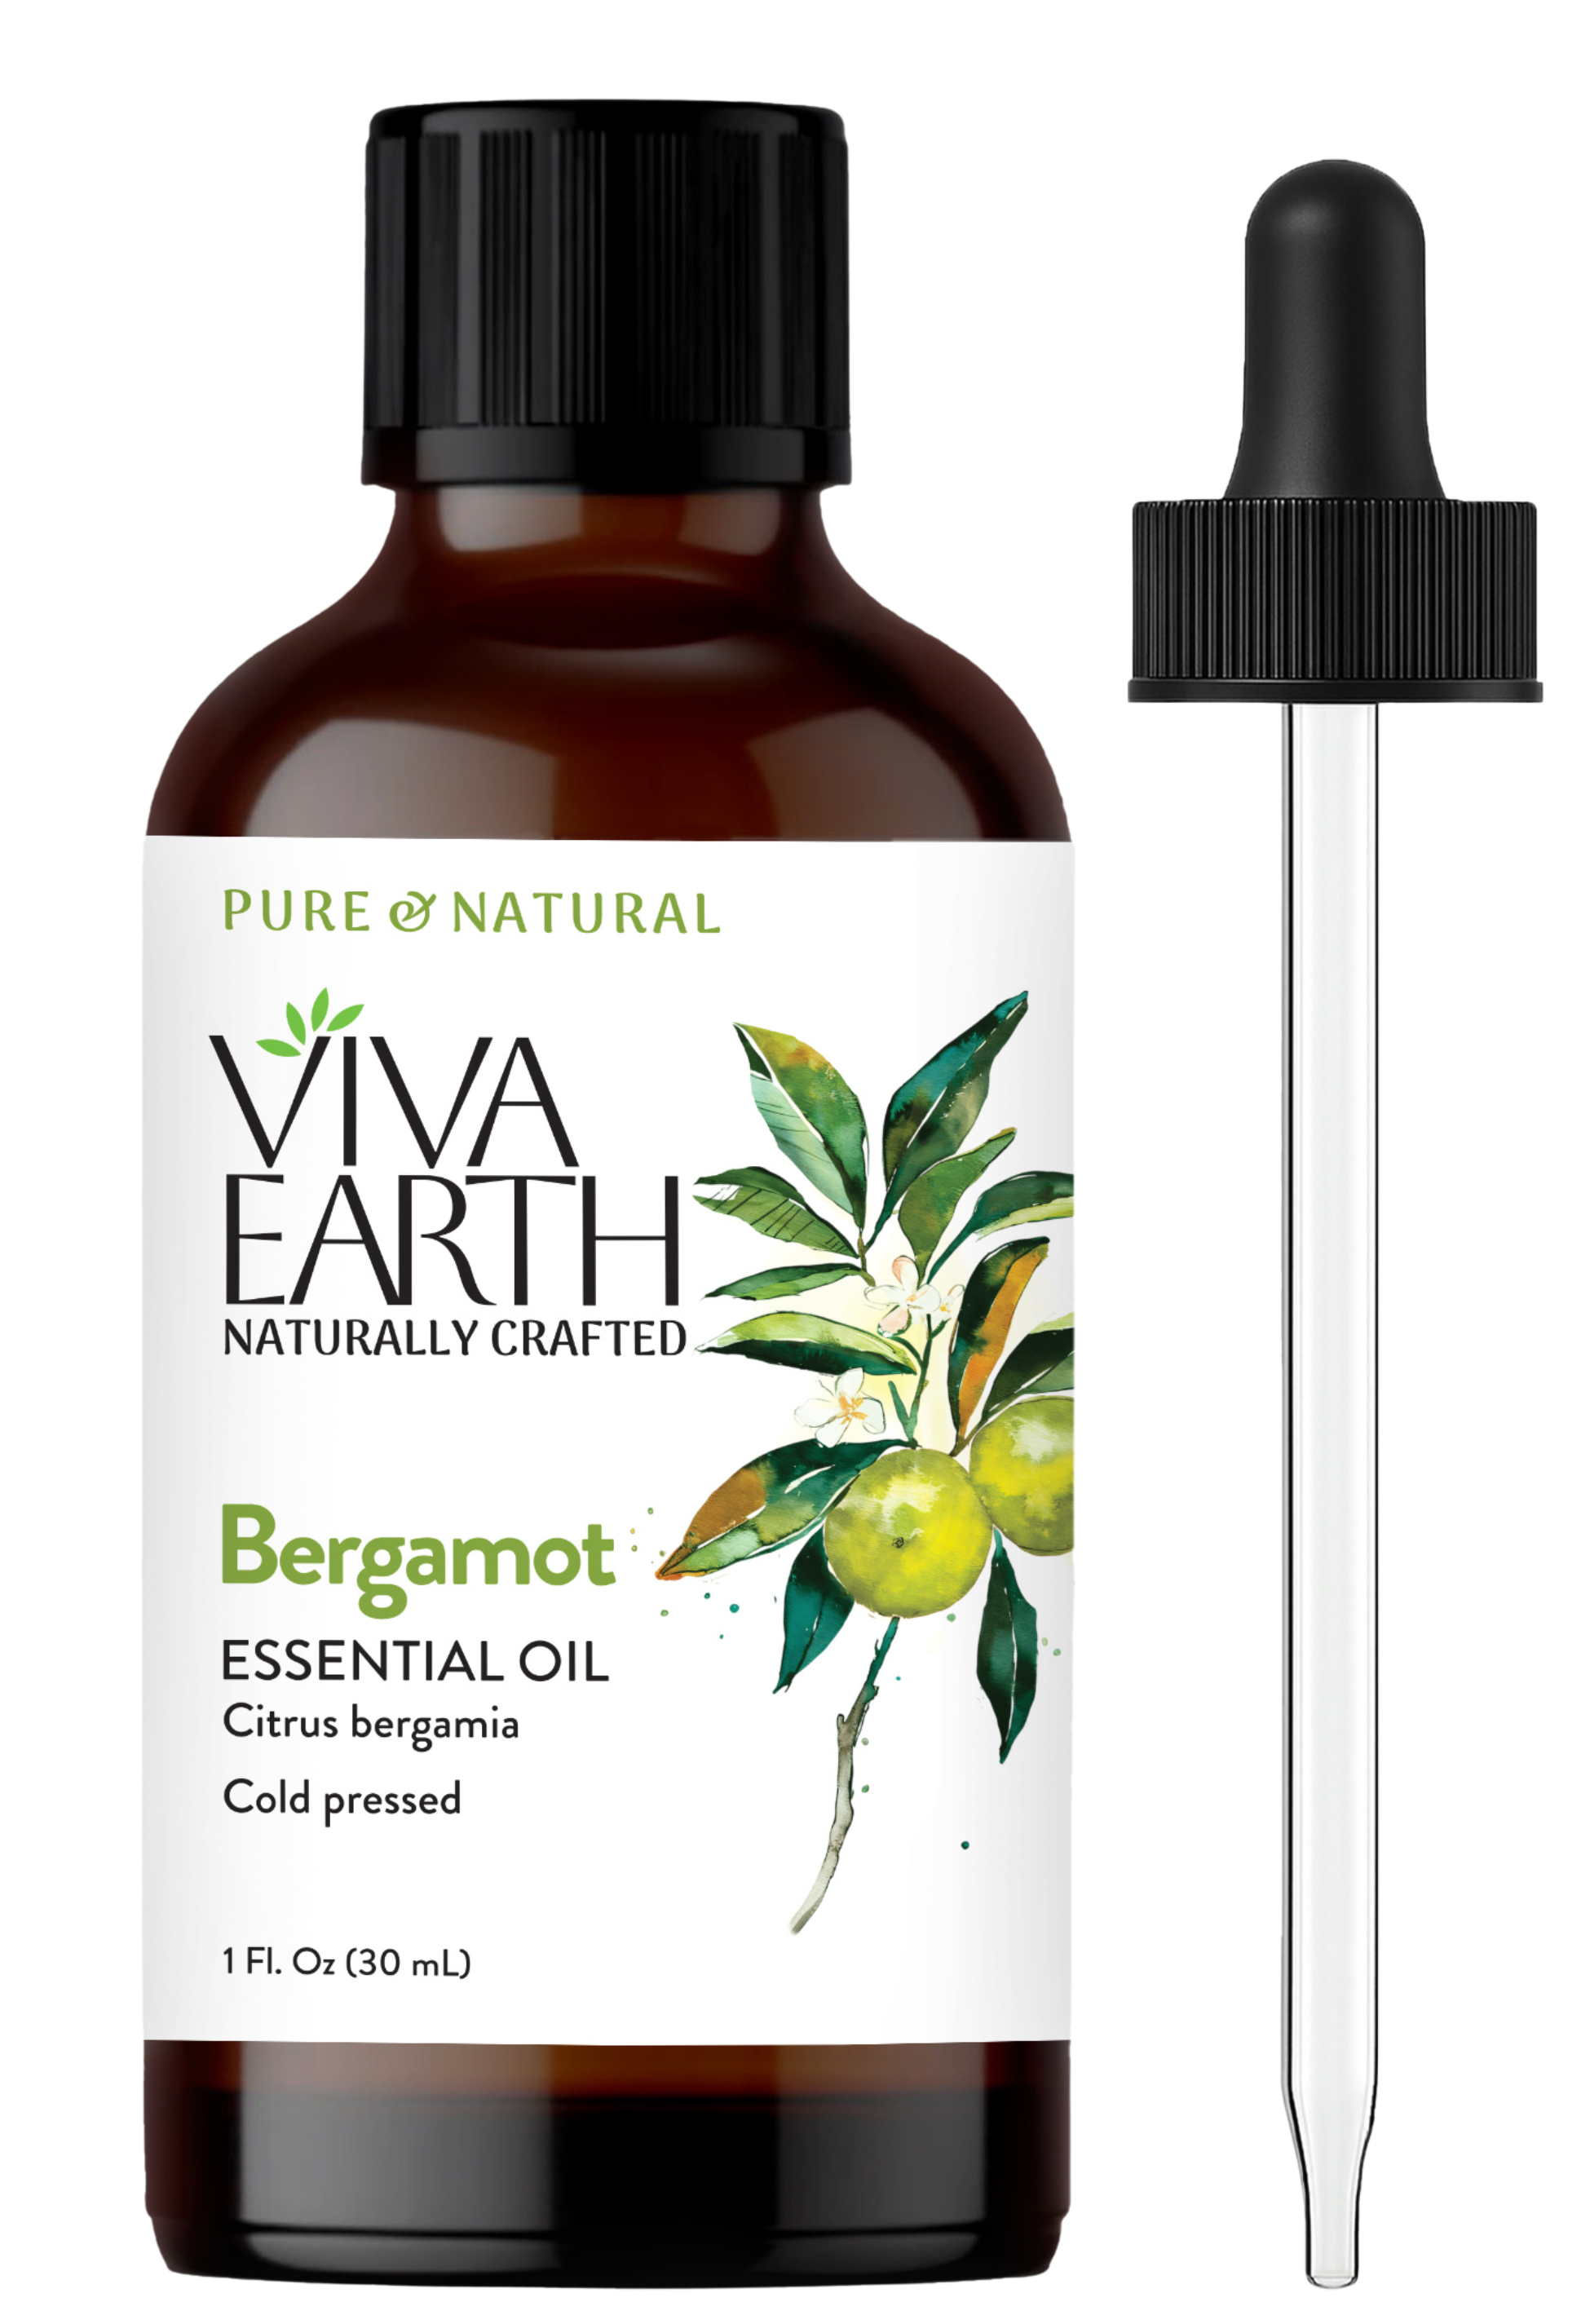 PURE & NATURAL
VIVA
EARTH
NATURALLY CRAFTED
Bergamot
ESSENTIAL OIL
Citrus bergamia
Cold pressed
1 Fl. Oz (30 mL)